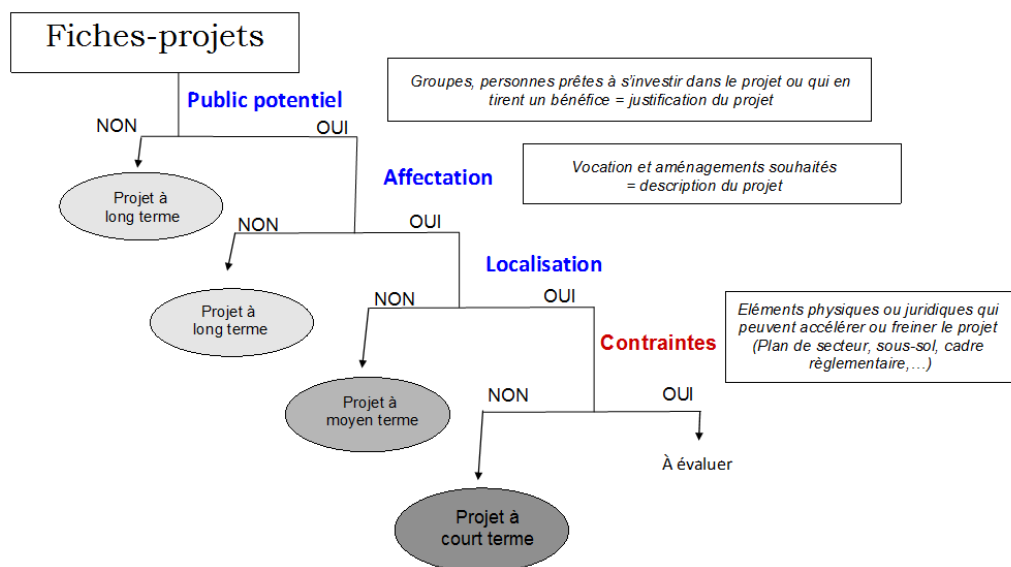 Fiches-projets
Groupes, personnes prêtes à s'investir dans le projet ou qui en
tirent un bénéfice = justification du projet
Public potentiel
NON
OUI
Projet à
long terme
Vocation et aménagements souhaités
= description du projet
Affectation
NON
OUI
Projet à
long terme
Localisation
NON
OUI
Eléments physiques ou juridiques qui
peuvent accélérer ou freiner le projet
(Plan de secteur, sous-sol, cadre
règlementaire,…)
Contraintes
Projet à
moyen terme
NON
OUI
À évaluer
Projet à
court terme